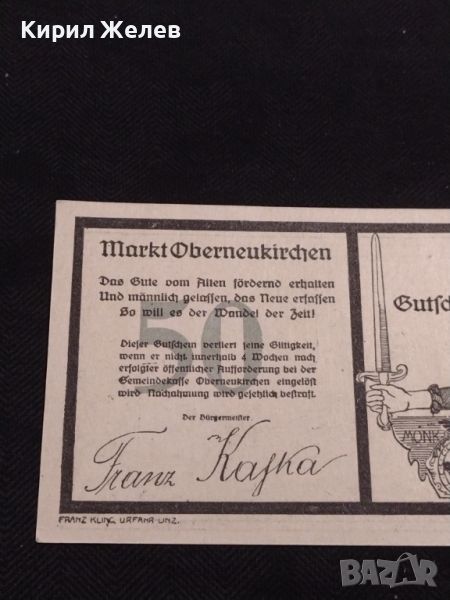 Кирил Желев
Markt Oberneukirchen
Das Gute vom Alten fördernd erhalten
Und männlich gelassen, das Neue erfassen
So will es der Wandel der Zeit!
50
Dieser Gutschein verliert seine Gültigkeit,
wenn er nicht innerhalb 4 Wochen nach
erfolgter öffentlicher Aufforderung bei der
Gemeindekasse Oberneukirchen eingelöst
wird. Nachahmung wird gesetzlich bestraft.
Der Bürgermeister
Franz Kafka
FRANZ KLING, URFAHR-LINZ.
Gutsch
MONK
BAZAR